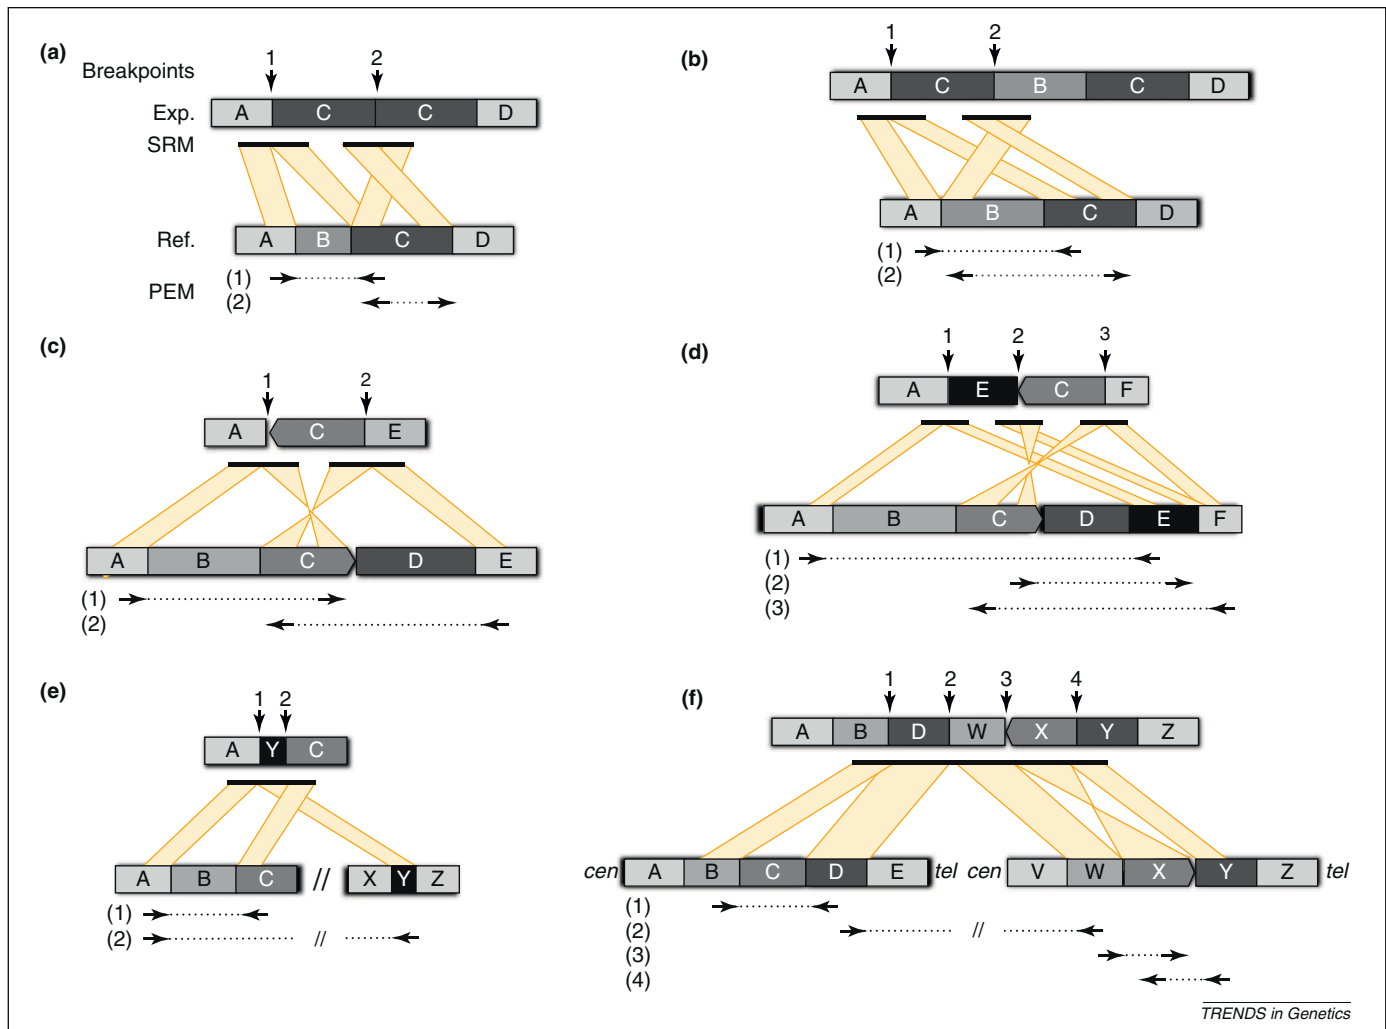 (a)
1 2
Breakpoints
Exp. A C C D
SRM
Ref. A B C D
(1)
PEM
(2)
(b)
1 2
A C B C D
A B C D
(1)
(2)
(c)
1 2
A C E
A B C D E
(1)
(2)
(d)
1 2 3
A E C F
A B C D E F
(1)
(2)
(3)
(e)
1 2
A Y C
A B C // X Y Z
(1)
(2) //
(f)
1 2 3 4
A B D W X Y Z
cen A B C D E tel cen V W X Y Z tel
(1)
(2) //
(3)
(4)
TRENDS in Genetics